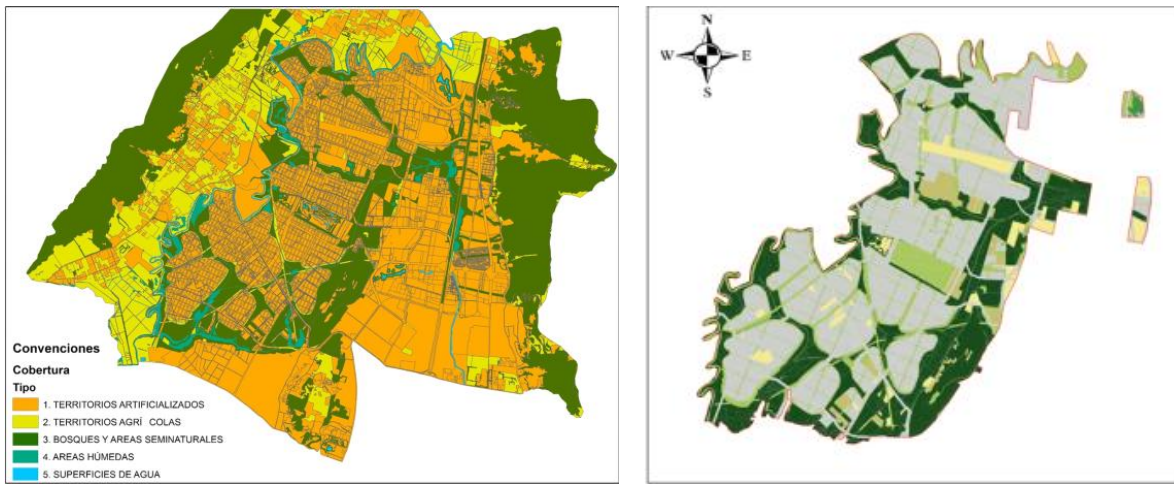 Convenciones
Cobertura
Tipo
1. TERRITORIOS ARTIFICIALIZADOS
2. TERRITORIOS AGRÍ COLAS
3. BOSQUES Y AREAS SEMINATURALES
4. AREAS HÚMEDAS
5. SUPERFICIES DE AGUA
N
W E
S